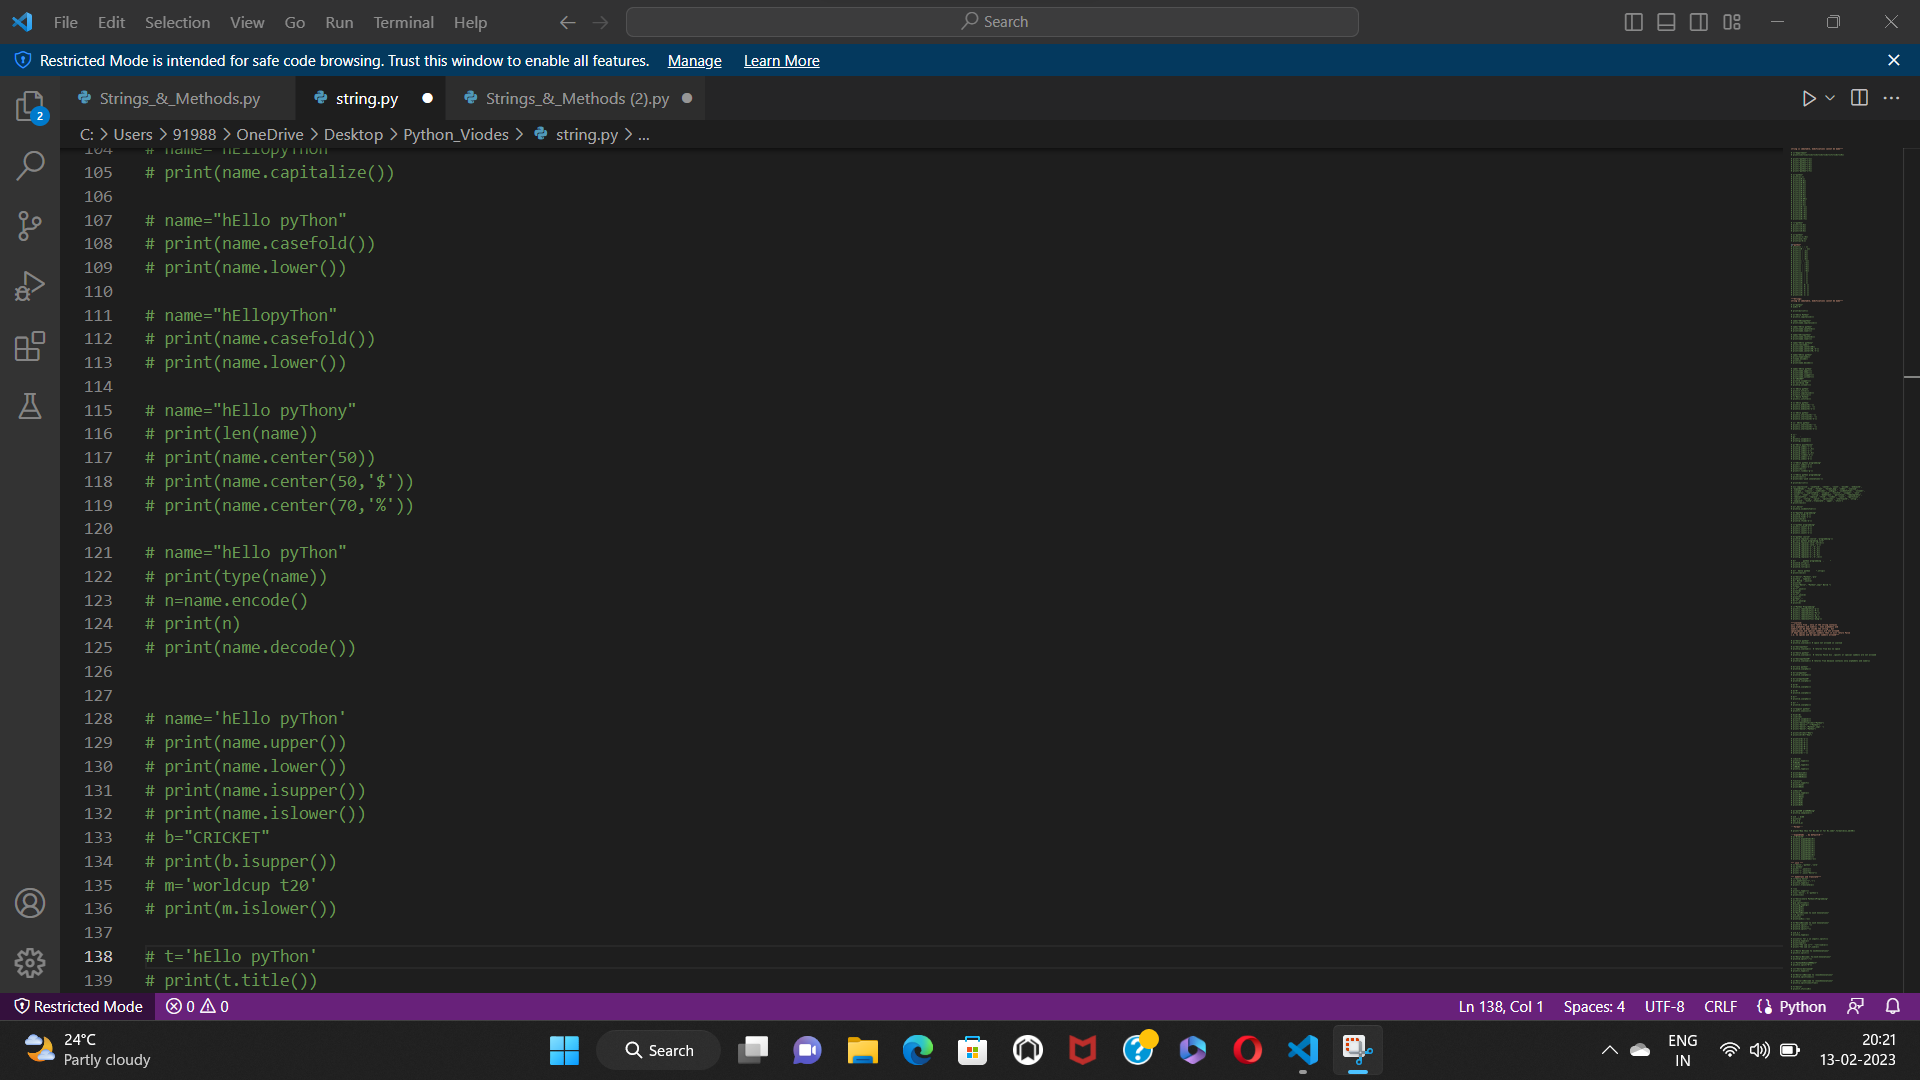 File Edit Selection View Go Run Terminal Help Search
Restricted Mode is intended for safe code browsing. Trust this window to enable all features. Manage Learn More
Strings_&_Methods.py string.py Strings_&_Methods (2).py
C: > Users > 91988 > OneDrive > Desktop > Python_Viodes > string.py > ...
104 # name="hEllopyThon"
105 # print(name.capitalize())
106
107 # name="hEllo pyThon"
108 # print(name.casefold())
109 # print(name.lower())
110
111 # name="hEllopyThon"
112 # print(name.casefold())
113 # print(name.lower())
114
115 # name="hEllo pyThony"
116 # print(len(name))
117 # print(name.center(50))
118 # print(name.center(50,'$'))
119 # print(name.center(70,'%'))
120
121 # name="hEllo pyThon"
122 # print(type(name))
123 # n=name.encode()
124 # print(n)
125 # print(name.decode())
126
127
128 # name='hEllo pyThon'
129 # print(name.upper())
130 # print(name.lower())
131 # print(name.isupper())
132 # print(name.islower())
133 # b="CRICKET"
134 # print(b.isupper())
135 # m='worldcup t20'
136 # print(m.islower())
137
138 # t='hEllo pyThon'
139 # print(t.title())
2
Restricted Mode 0 0 Ln 138, Col 1 Spaces: 4 UTF-8 CRLF Python
24°C
Partly cloudy
Search
ENG
IN
20:21
13-02-2023